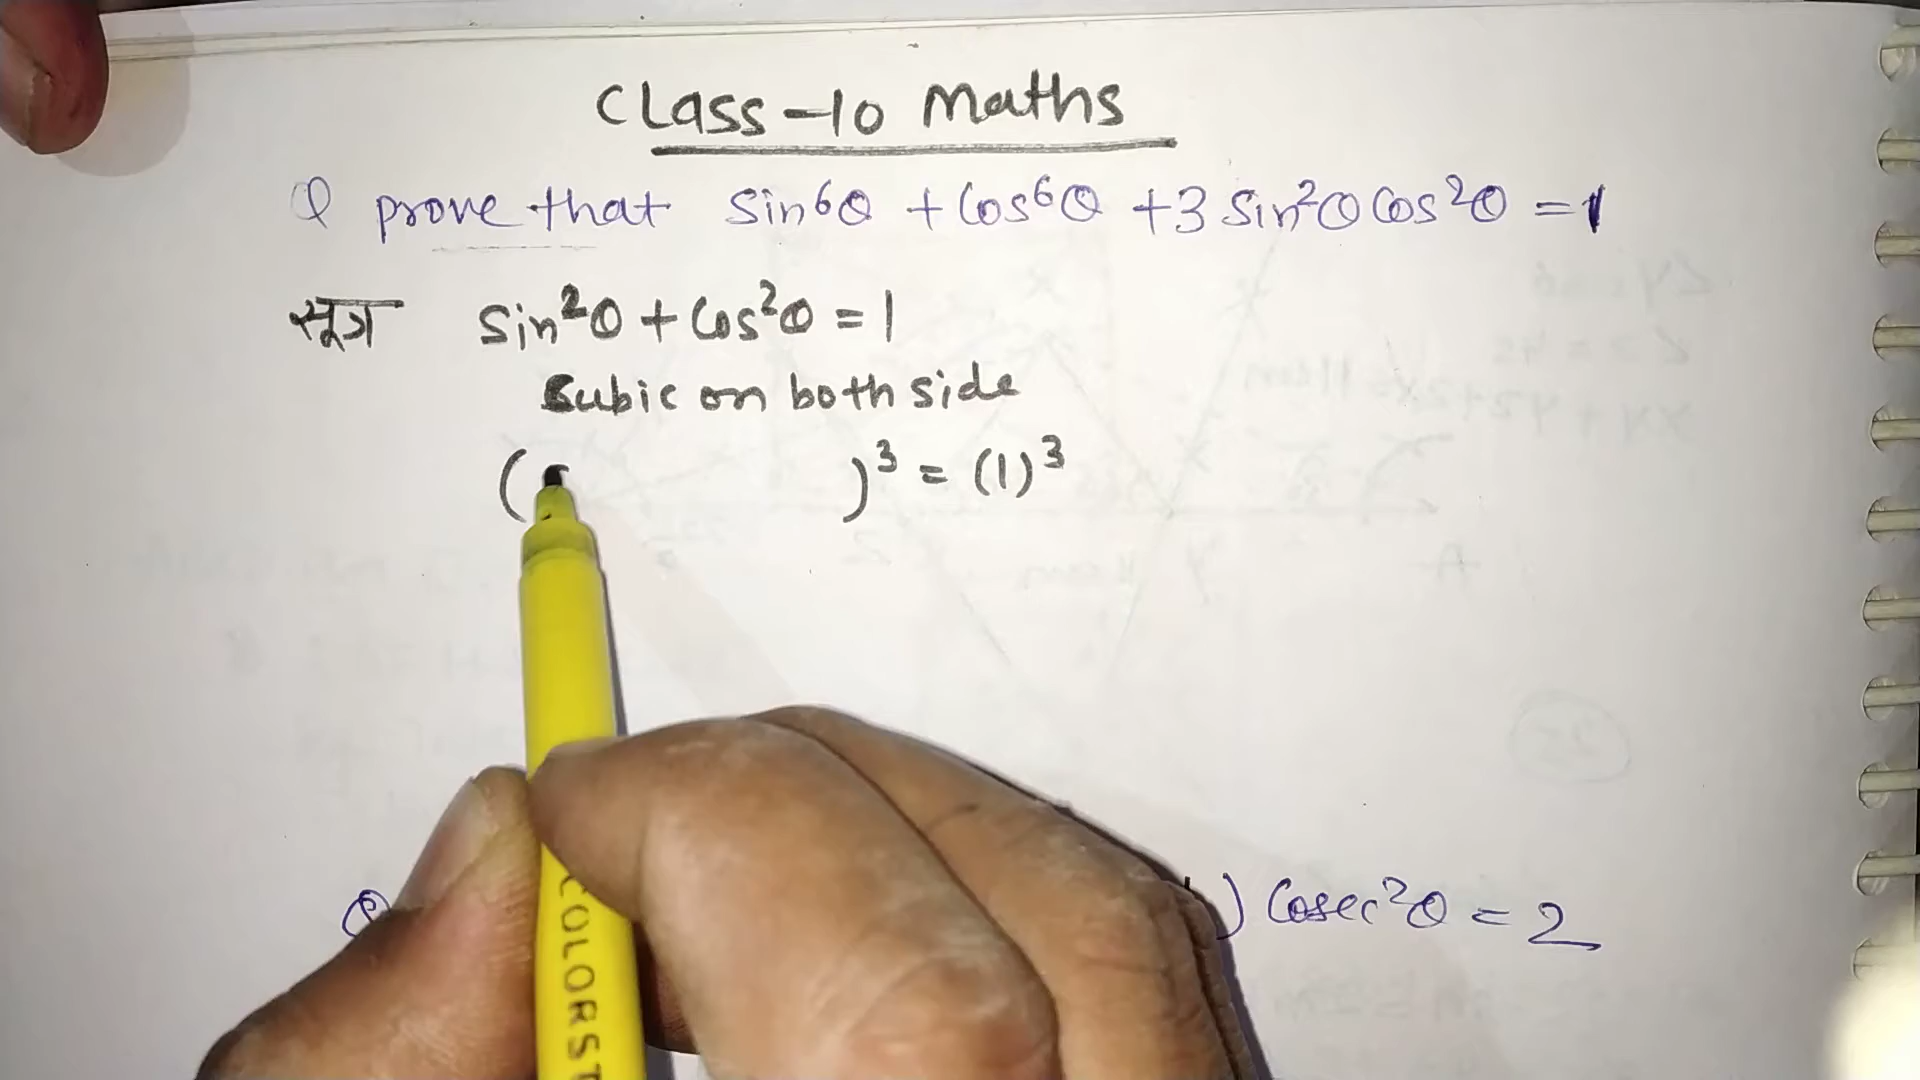 Class-10 Maths
Q prove that sin⁶θ + Cos⁶θ + 3 Sin²θ Cos²θ = 1
सूत्र Sin²θ + Cos²θ = 1
Cubic on both side
( )³ = (1)³
Q ) Cosec²θ = 2
COLORST